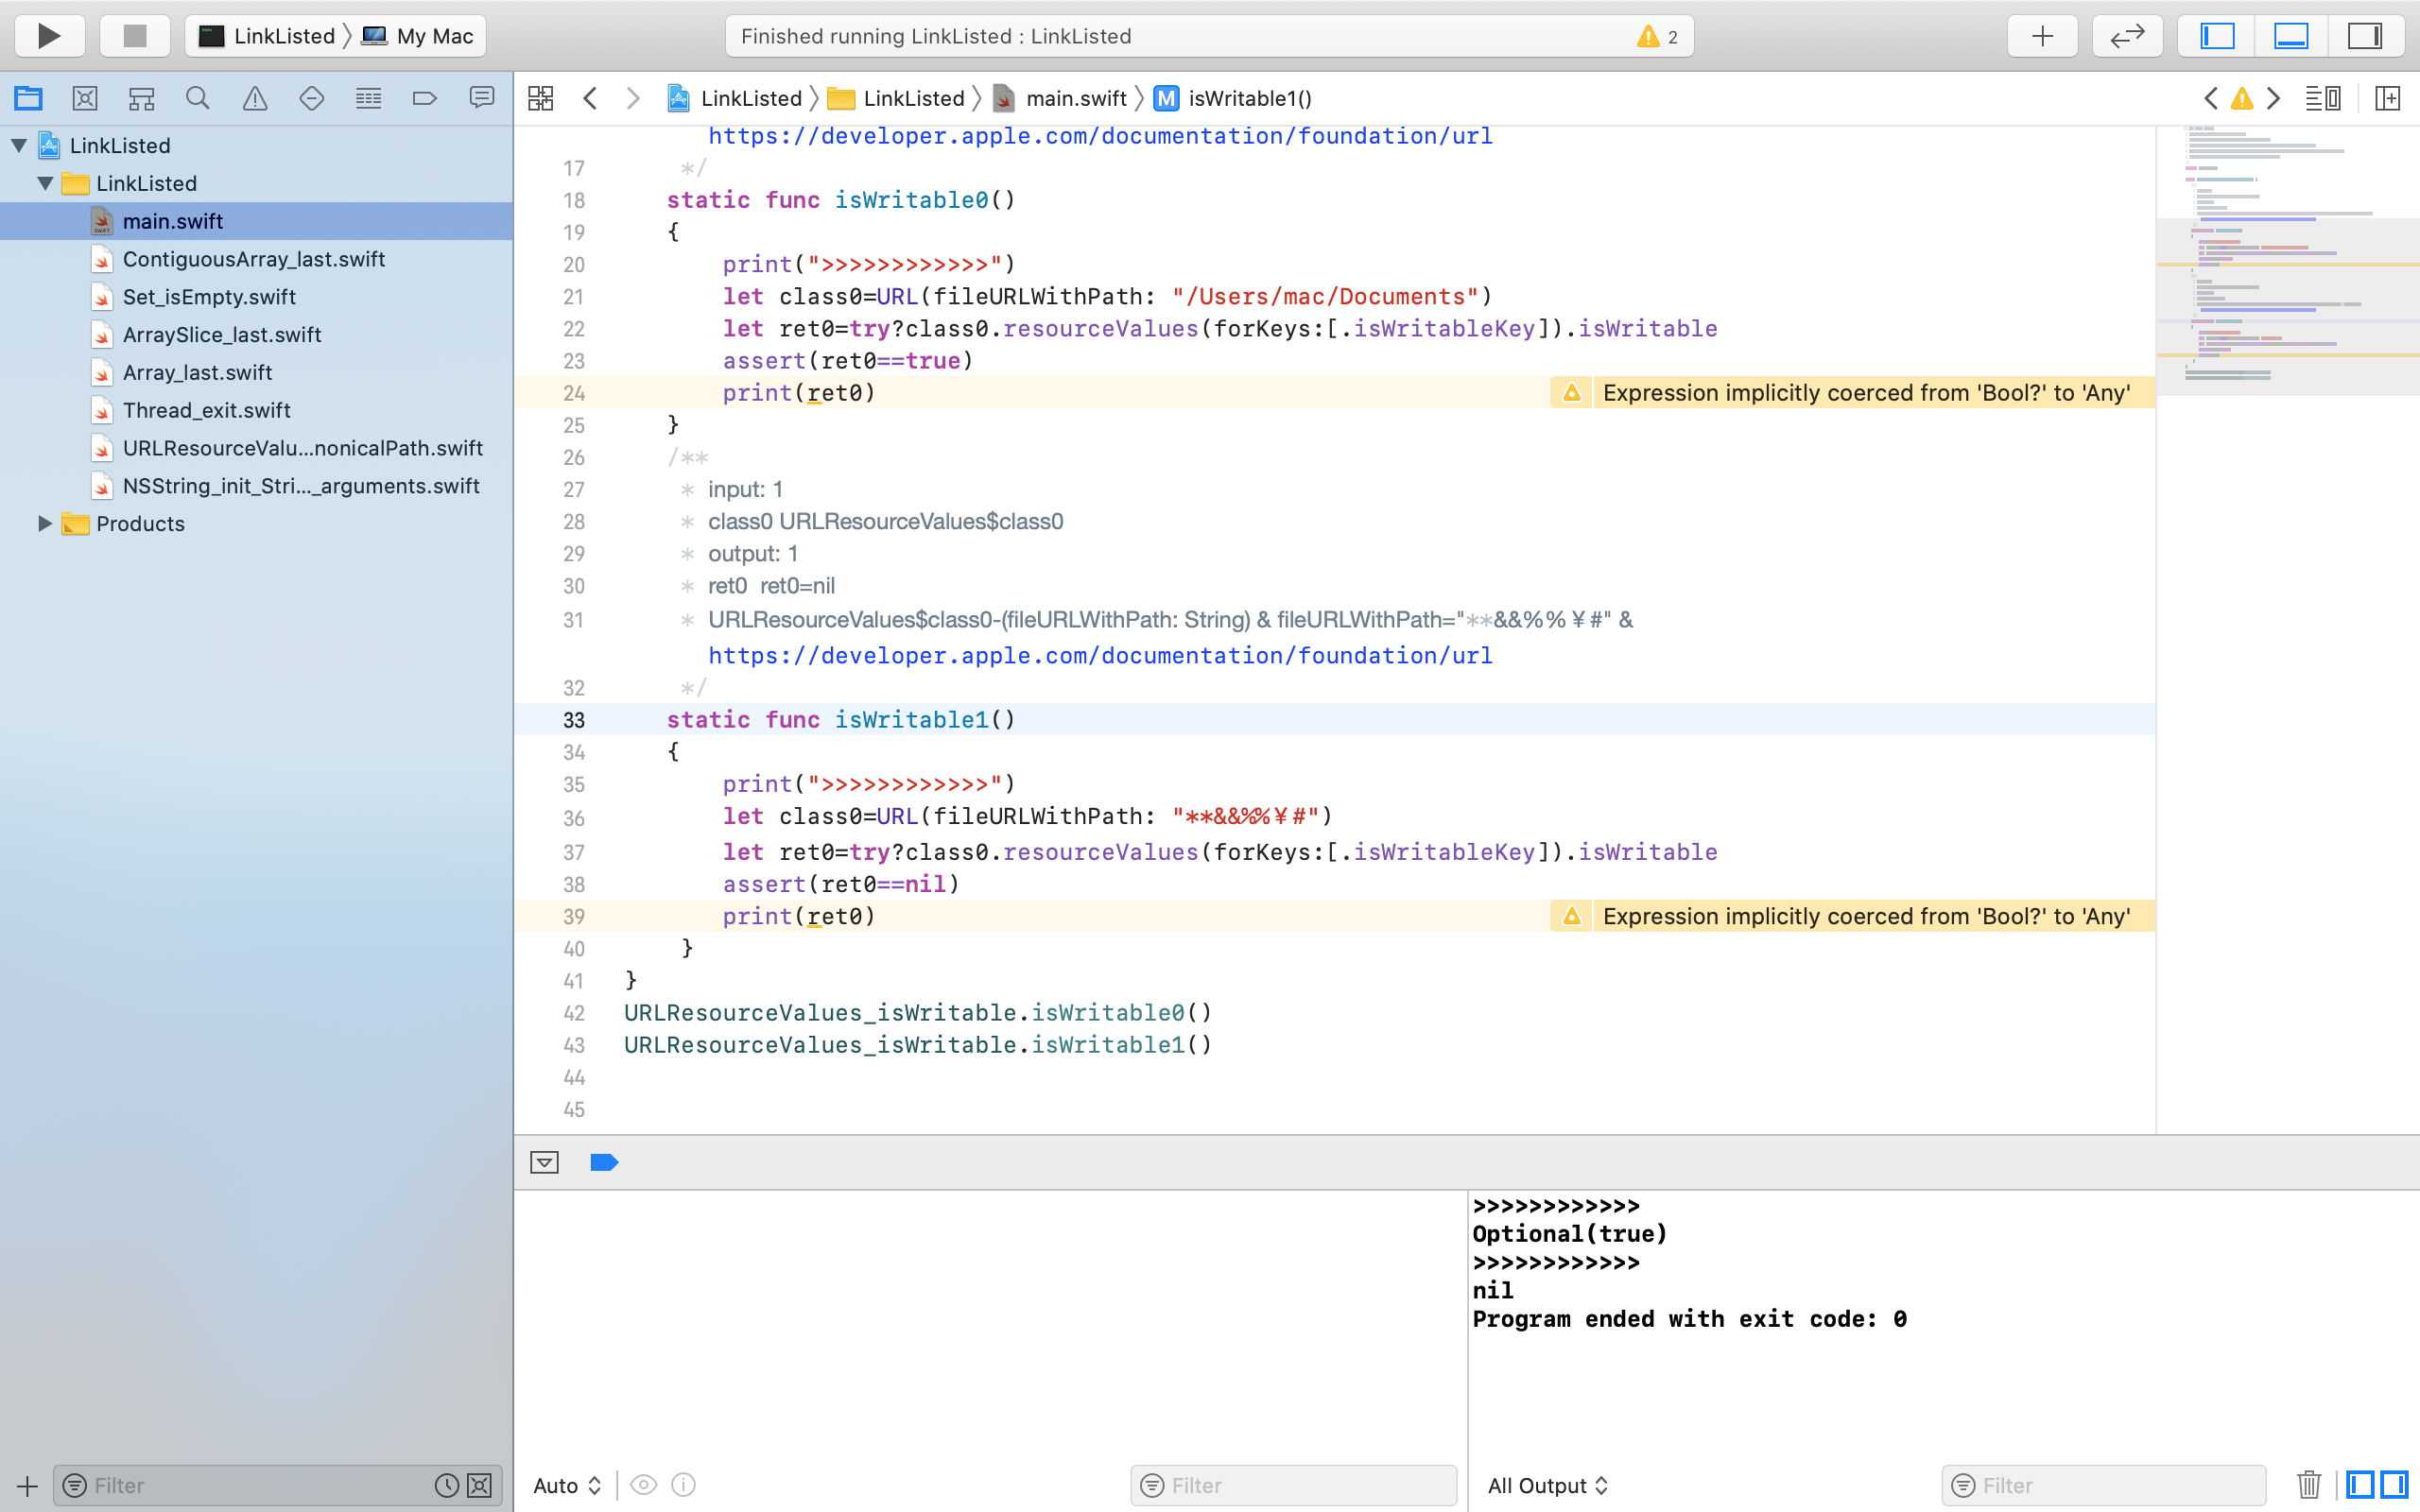 LinkListed 〉 My Mac
Finished running LinkListed : LinkListed
2
LinkListed 〉 LinkListed 〉 main.swift 〉 M isWritable1()
LinkListed
LinkListed
main.swift
ContiguousArray_last.swift
Set_isEmpty.swift
ArraySlice_last.swift
Array_last.swift
Thread_exit.swift
URLResourceValu...nonicalPath.swift
NSString_init_Stri..._arguments.swift
Products
Filter
https://developer.apple.com/documentation/foundation/url
17 */
18 static func isWritable0()
19 {
20 print(">>>>>>>>>>>>")
21 let class0=URL(fileURLWithPath: "/Users/mac/Documents")
22 let ret0=try?class0.resourceValues(forKeys:[.isWritableKey]).isWritable
23 assert(ret0==true)
24 print(ret0) Expression implicitly coerced from 'Bool?' to 'Any'
25 }
26 /**
27 * input: 1
28 * class0 URLResourceValues$class0
29 * output: 1
30 * ret0 ret0=nil
31 * URLResourceValues$class0-(fileURLWithPath: String) & fileURLWithPath="**&&%%￥#" &
https://developer.apple.com/documentation/foundation/url
32 */
33 static func isWritable1()
34 {
35 print(">>>>>>>>>>>>")
36 let class0=URL(fileURLWithPath: "**&&%%￥#")
37 let ret0=try?class0.resourceValues(forKeys:[.isWritableKey]).isWritable
38 assert(ret0==nil)
39 print(ret0) Expression implicitly coerced from 'Bool?' to 'Any'
40 }
41 }
42 URLResourceValues_isWritable.isWritable0()
43 URLResourceValues_isWritable.isWritable1()
44
45
>>>>>>>>>>>>
Optional(true)
>>>>>>>>>>>>
nil
Program ended with exit code: 0
Auto
Filter
All Output
Filter